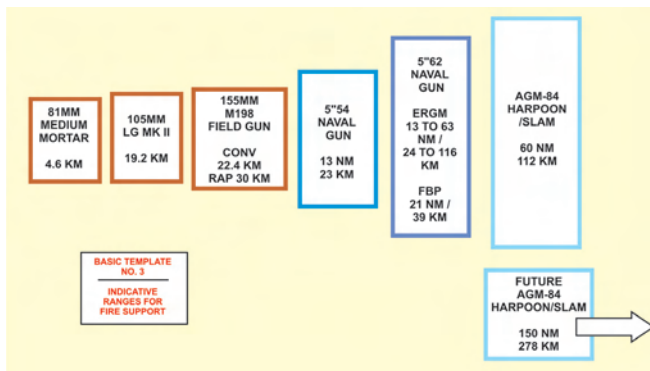 81MM
MEDIUM
MORTAR
4.6 KM
105MM
LG MK II
19.2 KM
155MM
M198
FIELD GUN
CONV
22.4 KM
RAP 30 KM
5"54
NAVAL
GUN
13 NM
23 KM
5"62
NAVAL
GUN
ERGM
13 TO 63
NM /
24 TO 116
KM
FBP
21 NM /
39 KM
AGM-84
HARPOON
/SLAM
60 NM
112 KM
BASIC TEMPLATE
NO. 3
INDICATIVE
RANGES FOR
FIRE SUPPORT
FUTURE
AGM-84
HARPOON/SLAM
150 NM
278 KM